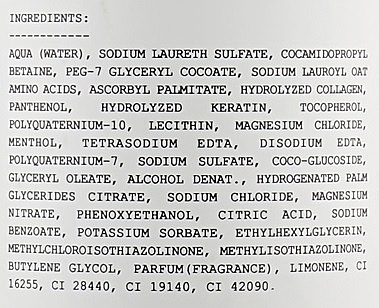 INGREDIENTS:
-------------
AQUA (WATER), SODIUM LAURETH SULFATE, COCAMIDOPROPYL
BETAINE, PEG-7 GLYCERYL COCOATE, SODIUM LAUROYL OAT
AMINO ACIDS, ASCORBYL PALMITATE, HYDROLYZED COLLAGEN,
PANTHENOL, HYDROLYZED KERATIN, TOCOPHEROL,
POLYQUATERNIUM-10, LECITHIN, MAGNESIUM CHLORIDE,
MENTHOL, TETRASODIUM EDTA, DISODIUM EDTA,
POLYQUATERNIUM-7, SODIUM SULFATE, COCO-GLUCOSIDE,
GLYCERYL OLEATE, ALCOHOL DENAT., HYDROGENATED PALM
GLYCERIDES CITRATE, SODIUM CHLORIDE, MAGNESIUM
NITRATE, PHENOXYETHANOL, CITRIC ACID, SODIUM
BENZOATE, POTASSIUM SORBATE, ETHYLHEXYLGLYCERIN,
METHYLCHLOROISOTHIAZOLINONE, METHYLISOTHIAZOLINONE,
BUTYLENE GLYCOL, PARFUM(FRAGRANCE), LIMONENE, CI
16255, CI 28440, CI 19140, CI 42090.